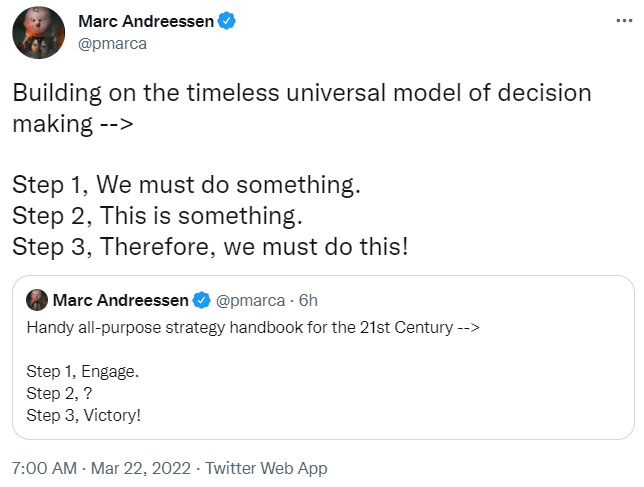 Marc Andreessen
@pmarca
Building on the timeless universal model of decision
making -->
Step 1, We must do something.
Step 2, This is something.
Step 3, Therefore, we must do this!
Marc Andreessen @pmarca · 6h
Handy all-purpose strategy handbook for the 21st Century -->
Step 1, Engage.
Step 2, ?
Step 3, Victory!
7:00 AM · Mar 22, 2022 · Twitter Web App